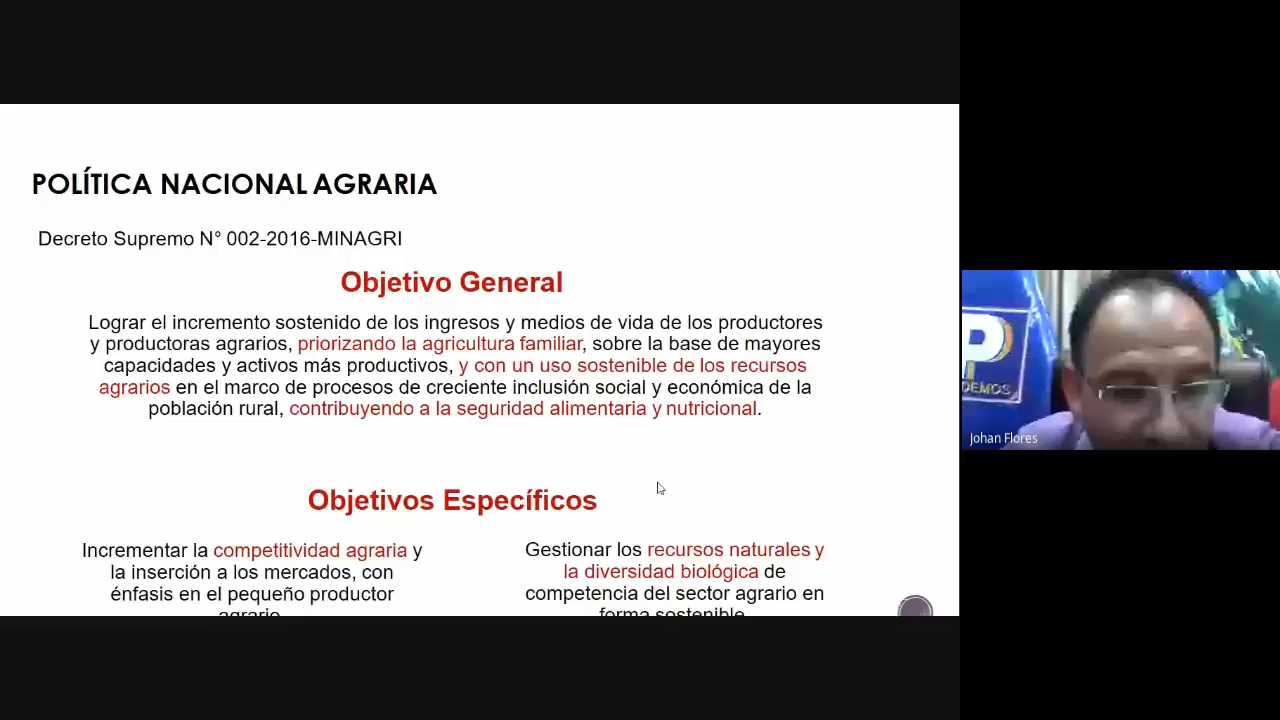 POLÍTICA NACIONAL AGRARIA
Decreto Supremo N° 002-2016-MINAGRI
Objetivo General
Lograr el incremento sostenido de los ingresos y medios de vida de los productores
y productoras agrarios, priorizando la agricultura familiar, sobre la base de mayores
capacidades y activos más productivos, y con un uso sostenible de los recursos
agrarios en el marco de procesos de creciente inclusión social y económica de la
población rural, contribuyendo a la seguridad alimentaria y nutricional.
Objetivos Específicos
Incrementar la competitividad agraria y
la inserción a los mercados, con
énfasis en el pequeño productor
agrario
Gestionar los recursos naturales y
la diversidad biológica de
competencia del sector agrario en
forma sostenible
P
DEMOS
Johan Flores